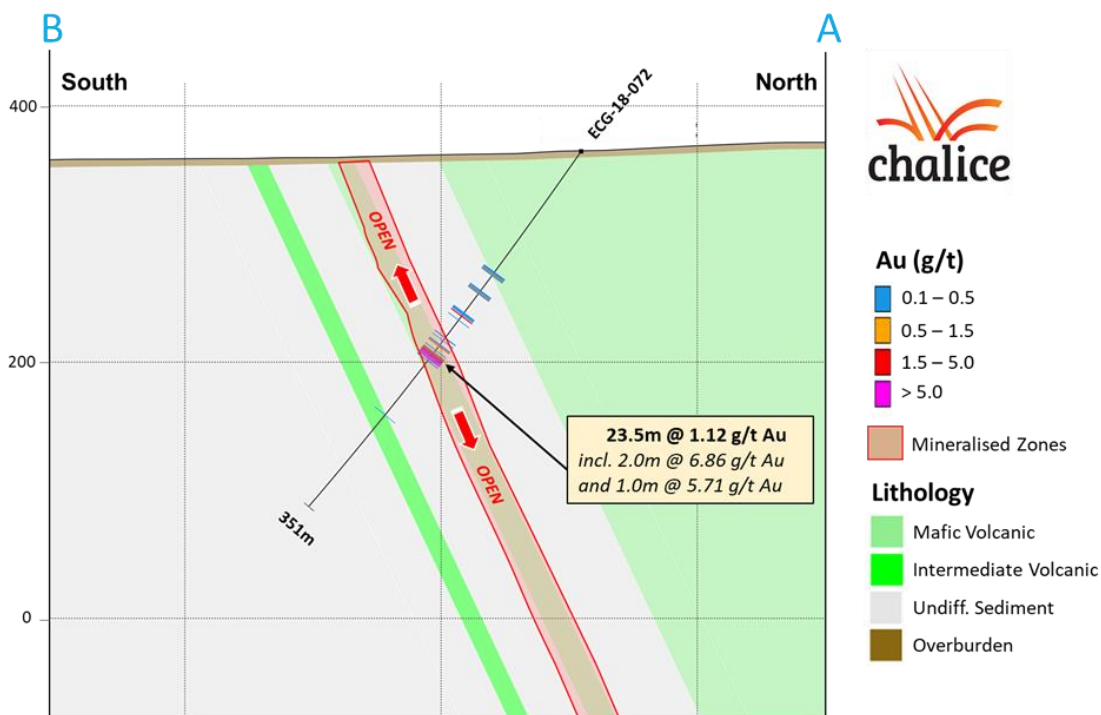 B
A
South
North
400
200
0
ECG-18-072
OPEN
OPEN
351m
23.5m @ 1.12 g/t Au
incl. 2.0m @ 6.86 g/t Au
and 1.0m @ 5.71 g/t Au
chalice
Au (g/t)
0.1 – 0.5
0.5 – 1.5
1.5 – 5.0
> 5.0
Mineralised Zones
Lithology
Mafic Volcanic
Intermediate Volcanic
Undiff. Sediment
Overburden